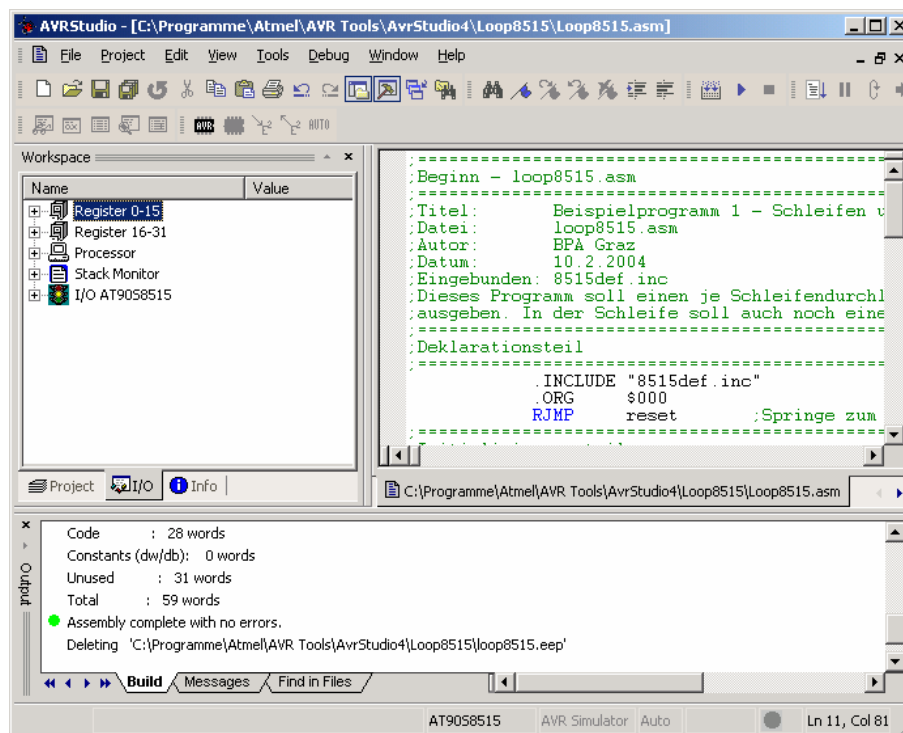 AVRStudio - [C:\Programme\Atmel\AVR Tools\AvrStudio4\Loop8515\Loop8515.asm]
File Project Edit View Tools Debug Window Help
AVR AUTO
Workspace
Name Value
Register 0-15
Register 16-31
Processor
Stack Monitor
I/O AT90S8515
Project I/O Info
;==================================================
;Beginn - loop8515.asm
;==================================================
;Titel: Beispielprogramm 1 - Schleifen
;Datei: loop8515.asm
;Autor: BPA Graz
;Datum: 10.2.2004
;Eingebunden: 8515def.inc
;Dieses Programm soll einen je Schleifendurchl
;ausgeben. In der Schleife soll auch noch eine
;==================================================
;Deklarationsteil
;==================================================
.INCLUDE "8515def.inc"
.ORG $000
RJMP reset ;Springe zum
;==================================================
C:\Programme\Atmel\AVR Tools\AvrStudio4\Loop8515\Loop8515.asm
Output
Code : 28 words
Constants (dw/db): 0 words
Unused : 31 words
Total : 59 words
Assembly complete with no errors.
Deleting 'C:\Programme\Atmel\AVR Tools\AvrStudio4\Loop8515\loop8515.eep'
Build Messages Find in Files
AT90S8515 AVR Simulator Auto Ln 11, Col 81